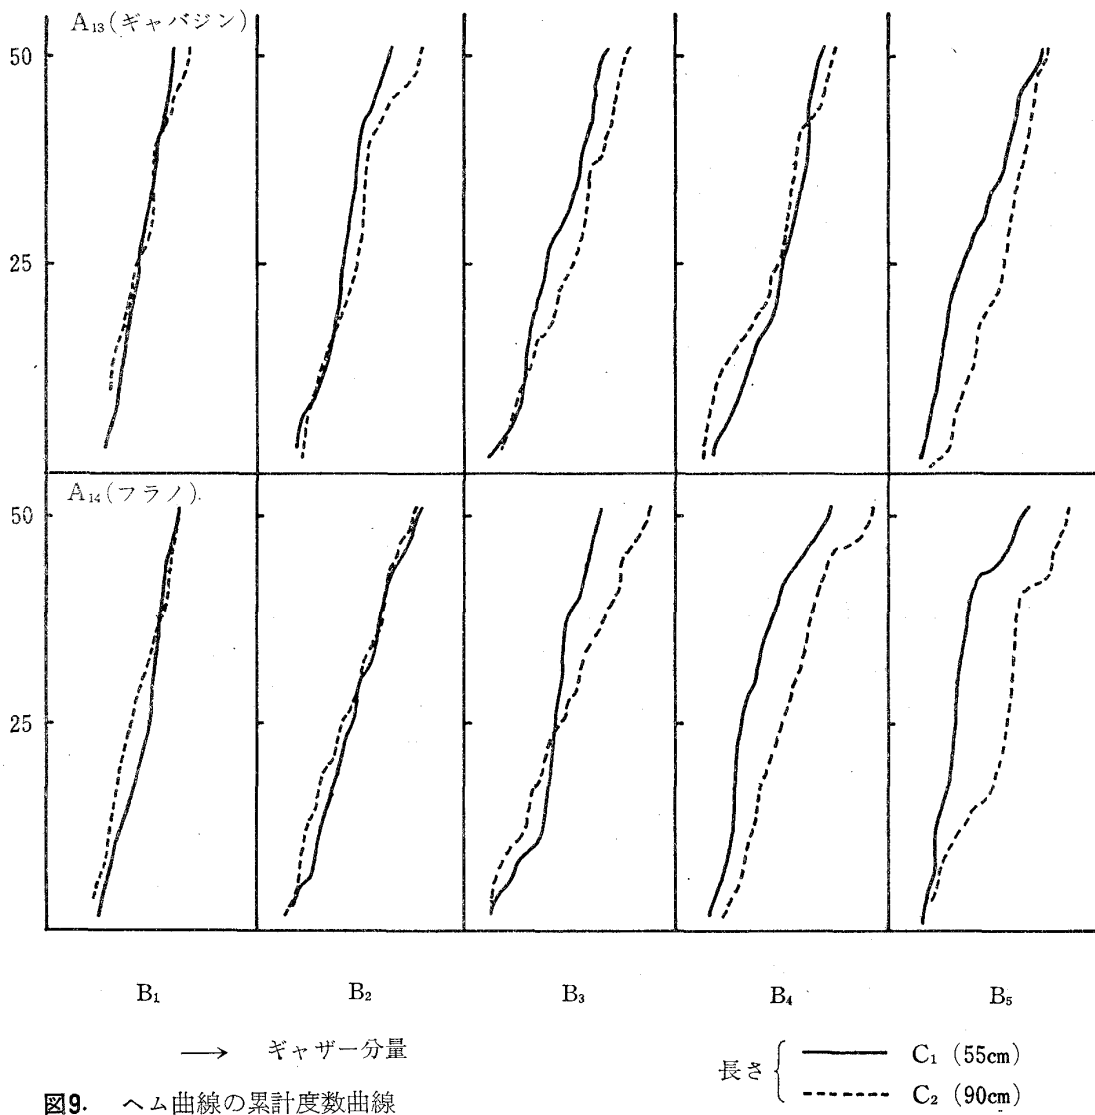 A₁₃(ギャバジン)
50
25
A₁₄(フラノ).
50
25
B₁ B₂ B₃ B₄ B₅
→ ギャザー分量
長さ
C₁ (55cm)
C₂ (90cm)
図9. ヘム曲線の累計度数曲線